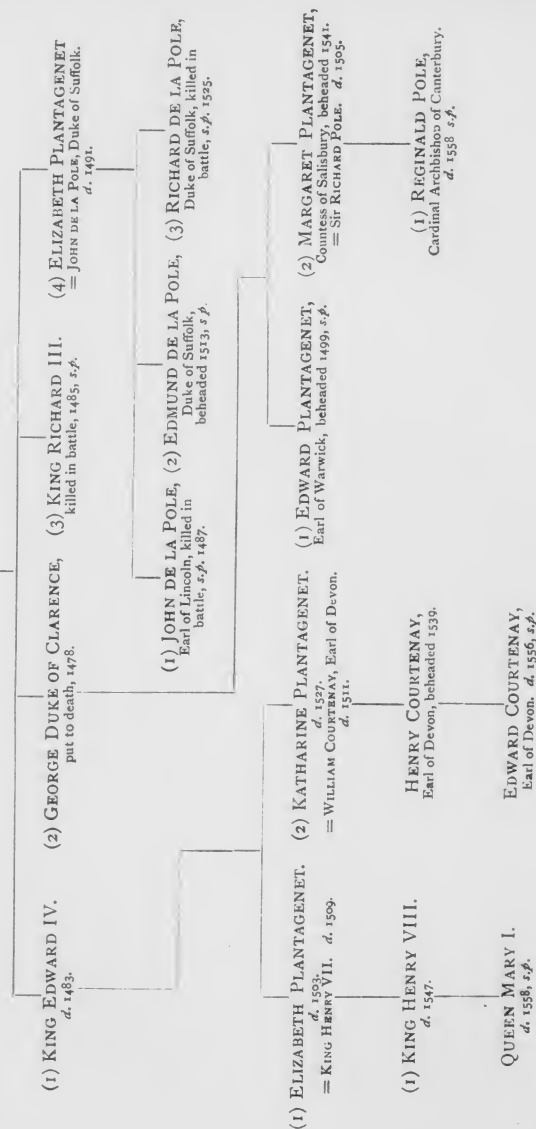 (1) KING EDWARD IV.
d. 1483.
(2) GEORGE DUKE OF CLARENCE,
put to death, 1478.
(3) KING RICHARD III.
killed in battle, 1485, s.p.
(4) ELIZABETH PLANTAGENET
= JOHN DE LA POLE, Duke of Suffolk.
d. 1491.
(1) JOHN DE LA POLE,
Earl of Lincoln, killed in
battle, s.p. 1487.
(2) EDMUND DE LA POLE,
Duke of Suffolk,
beheaded 1513, s p.
(3) RICHARD DE LA POLE,
Duke of Suffolk, killed in
battle, s.p. 1525.
(1) ELIZABETH PLANTAGENET.
d. 1503.
= KING HENRY VII. d. 1509.
(2) KATHARINE PLANTAGENET.
d. 1527.
= WILLIAM COURTENAY, Earl of Devon.
d. 1511.
(1) EDWARD PLANTAGENET,
Earl of Warwick, beheaded 1499, s.p.
(2) MARGARET PLANTAGENET,
Countess of Salisbury, beheaded 1541.
= Sir RICHARD POLE. d. 1505.
(1) KING HENRY VIII.
d. 1547.
HENRY COURTENAY,
Earl of Devon, beheaded 1539.
(1) REGINALD POLE,
Cardinal Archbishop of Canterbury.
d. 1558 s.p.
QUEEN MARY I.
d. 1558, s.p.
EDWARD COURTENAY,
Earl of Devon. d. 1556, s.p.